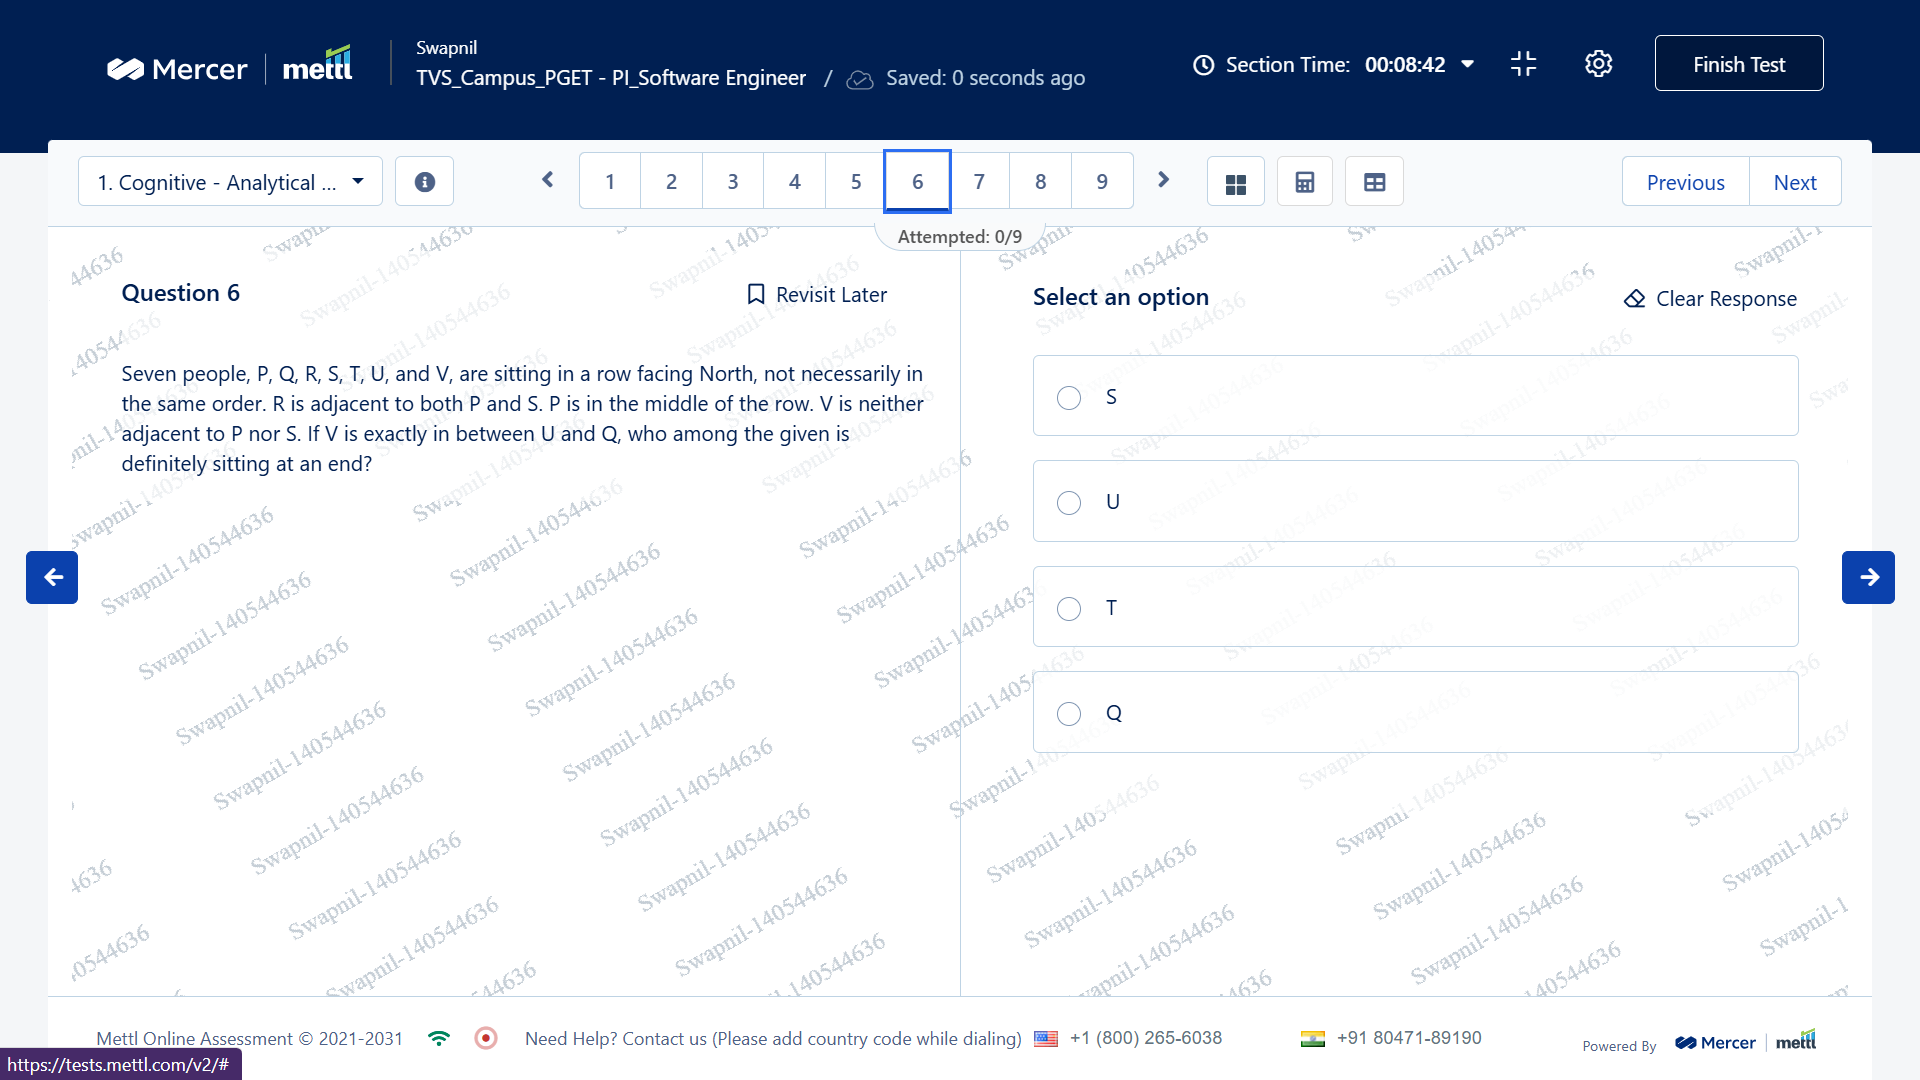 Mercer
mettl
Swapnil
TVS_Campus_PGET - PI_Software Engineer / Saved: 0 seconds ago
Section Time: 00:08:42
Finish Test
1. Cognitive - Analytical ...
1 2 3 4 5 6 7 8 9
Previous
Next
Attempted: 0/9
Question 6
Revisit Later
Seven people, P, Q, R, S, T, U, and V, are sitting in a row facing North, not necessarily in
the same order. R is adjacent to both P and S. P is in the middle of the row. V is neither
adjacent to P nor S. If V is exactly in between U and Q, who among the given is
definitely sitting at an end?
Select an option
Clear Response
S
U
T
Q
Swapnil-140544636
Mettl Online Assessment © 2021-2031
Need Help? Contact us (Please add country code while dialing)
+1 (800) 265-6038
+91 80471-89190
Powered By
Mercer
mettl
https://tests.mettl.com/v2/#